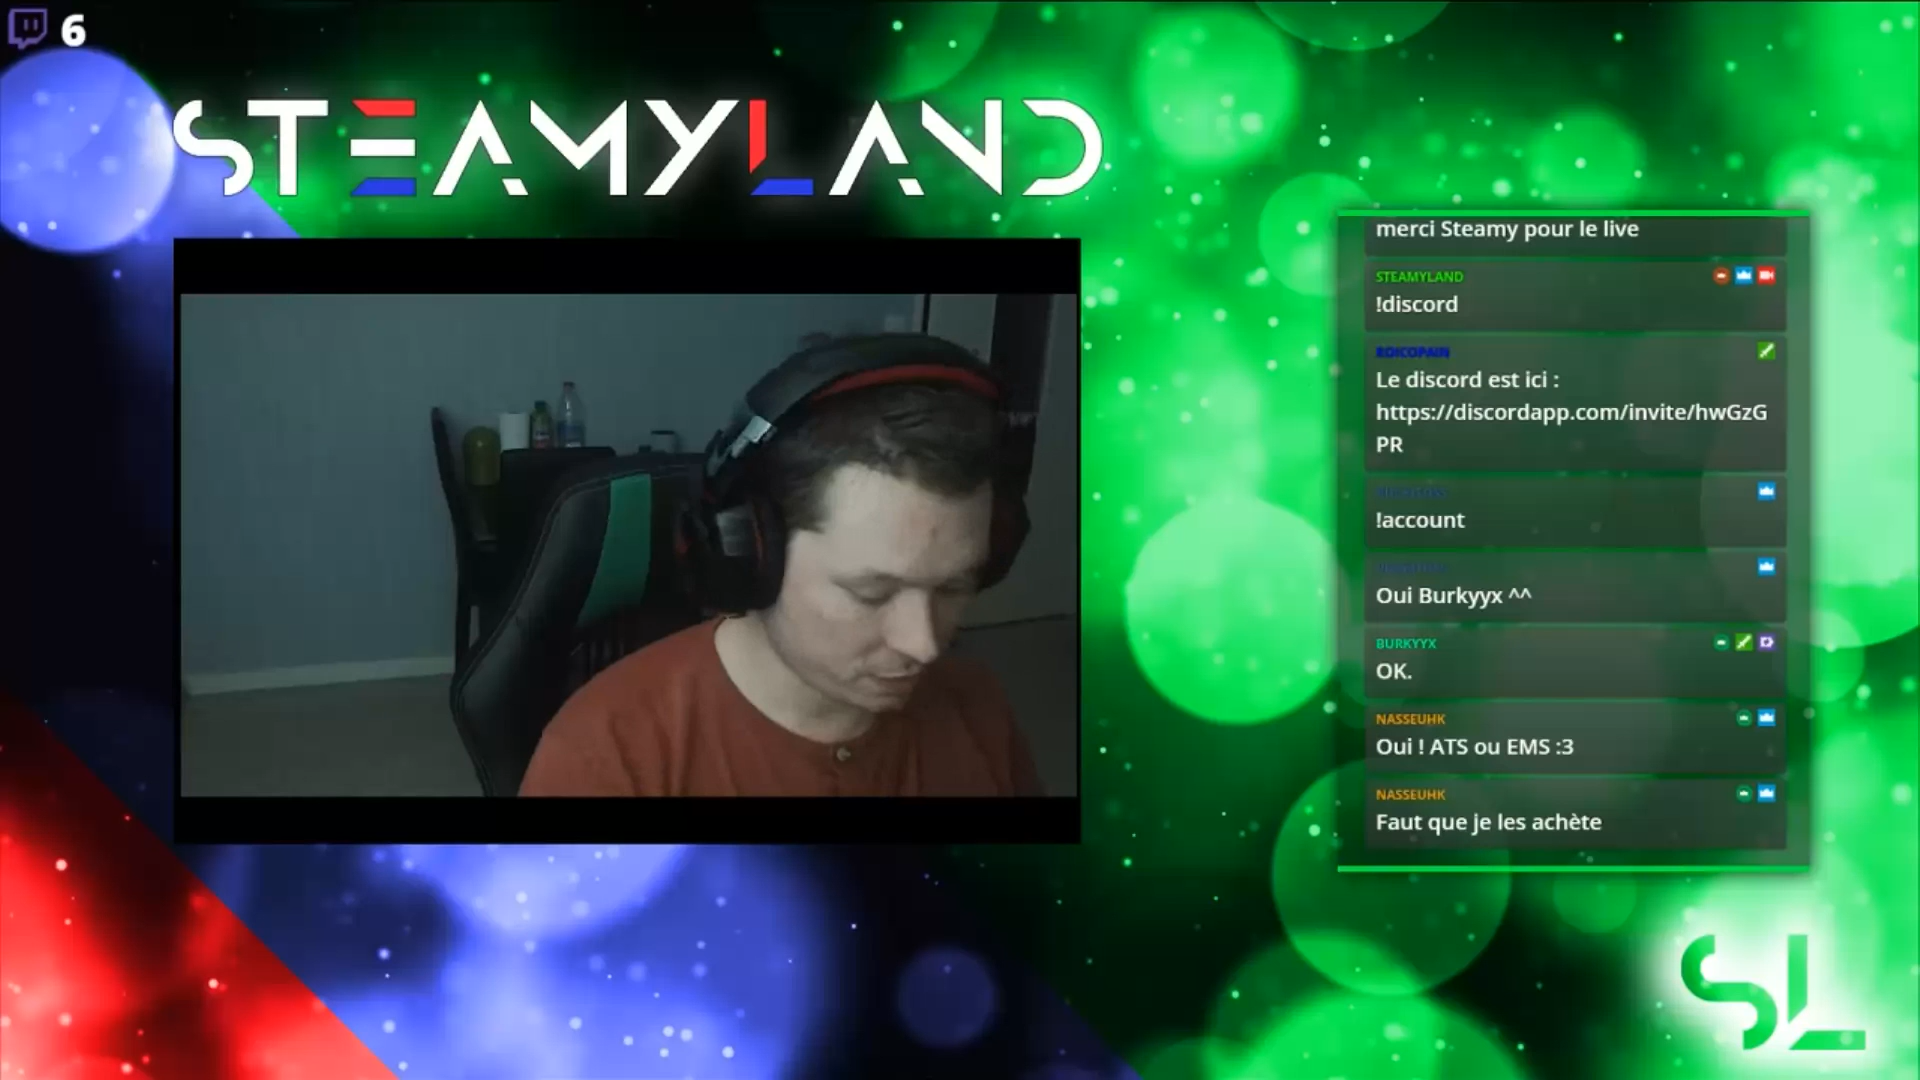 6
STEAMYLAND
merci Steamy pour le live
STEAMYLAND
!discord
ROICOPAIN
Le discord est ici :
https://discordapp.com/invite/hwGzG
PR
!account
Oui Burkyyx ^^
BURKYYX
OK.
NASSEUHK
Oui ! ATS ou EMS :3
NASSEUHK
Faut que je les achète
SL